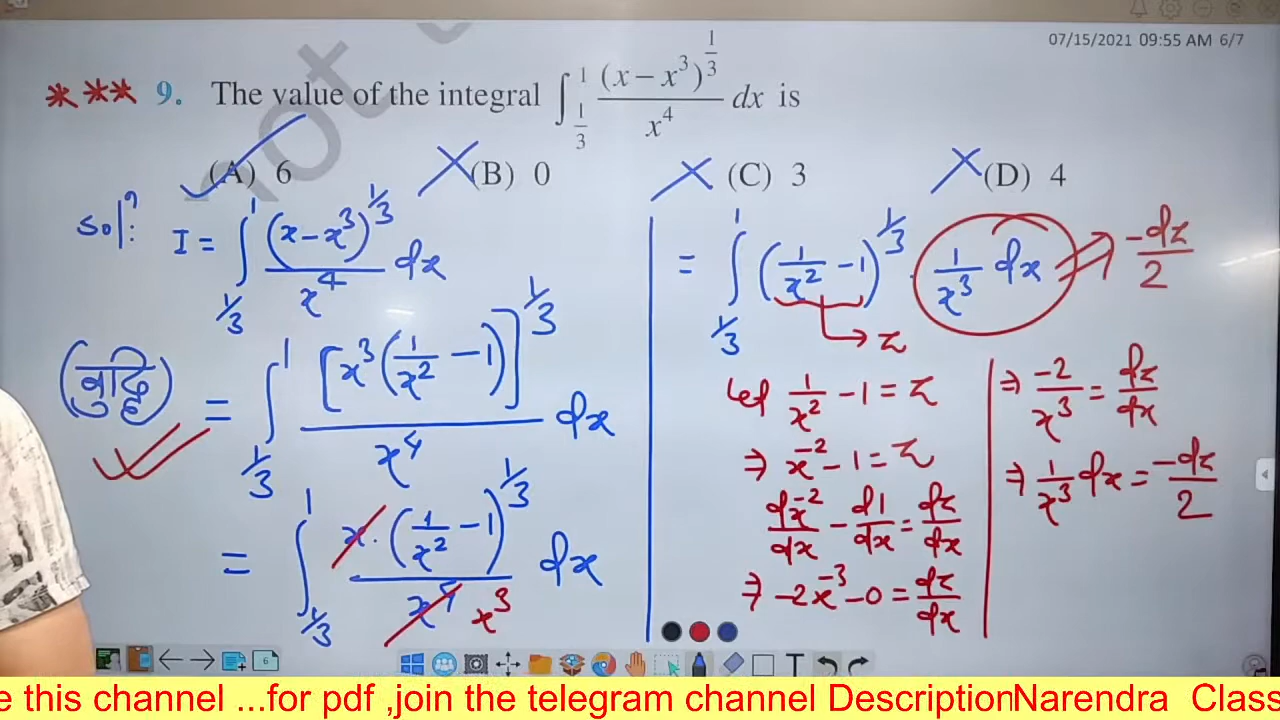 07/15/2021 09:55 AM 6/7
*** 9. The value of the integral ∫_{1/3}^{1} (x − x³)^{1/3} / x⁴ dx is
(A) 6 (B) 0 (C) 3 (D) 4
not
Solⁿ: I = ∫_{1/3}^{1} (x−x³)^{1/3} / x⁴ dx
(बुद्धि) = ∫_{1/3}^{1} [x³(1/x² −1)]^{1/3} / x⁴ dx
= ∫_{1/3}^{1} x·(1/x² −1)^{1/3} / x⁴ x³ dx
= ∫_{1/3}^{1} (1/x² −1)^{1/3} · 1/x³ dx ⇒ −dz/2
→ z
Let 1/x² −1 = z
⇒ x⁻² −1 = z
dx⁻²/dx − d1/dx = dz/dx
⇒ −2x⁻³ −0 = dz/dx
⇒ −2/x³ = dz/dx
⇒ 1/x³ dx = −dz/2
6
T
e this channel ...for pdf ,join the telegram channel DescriptionNarendra Class